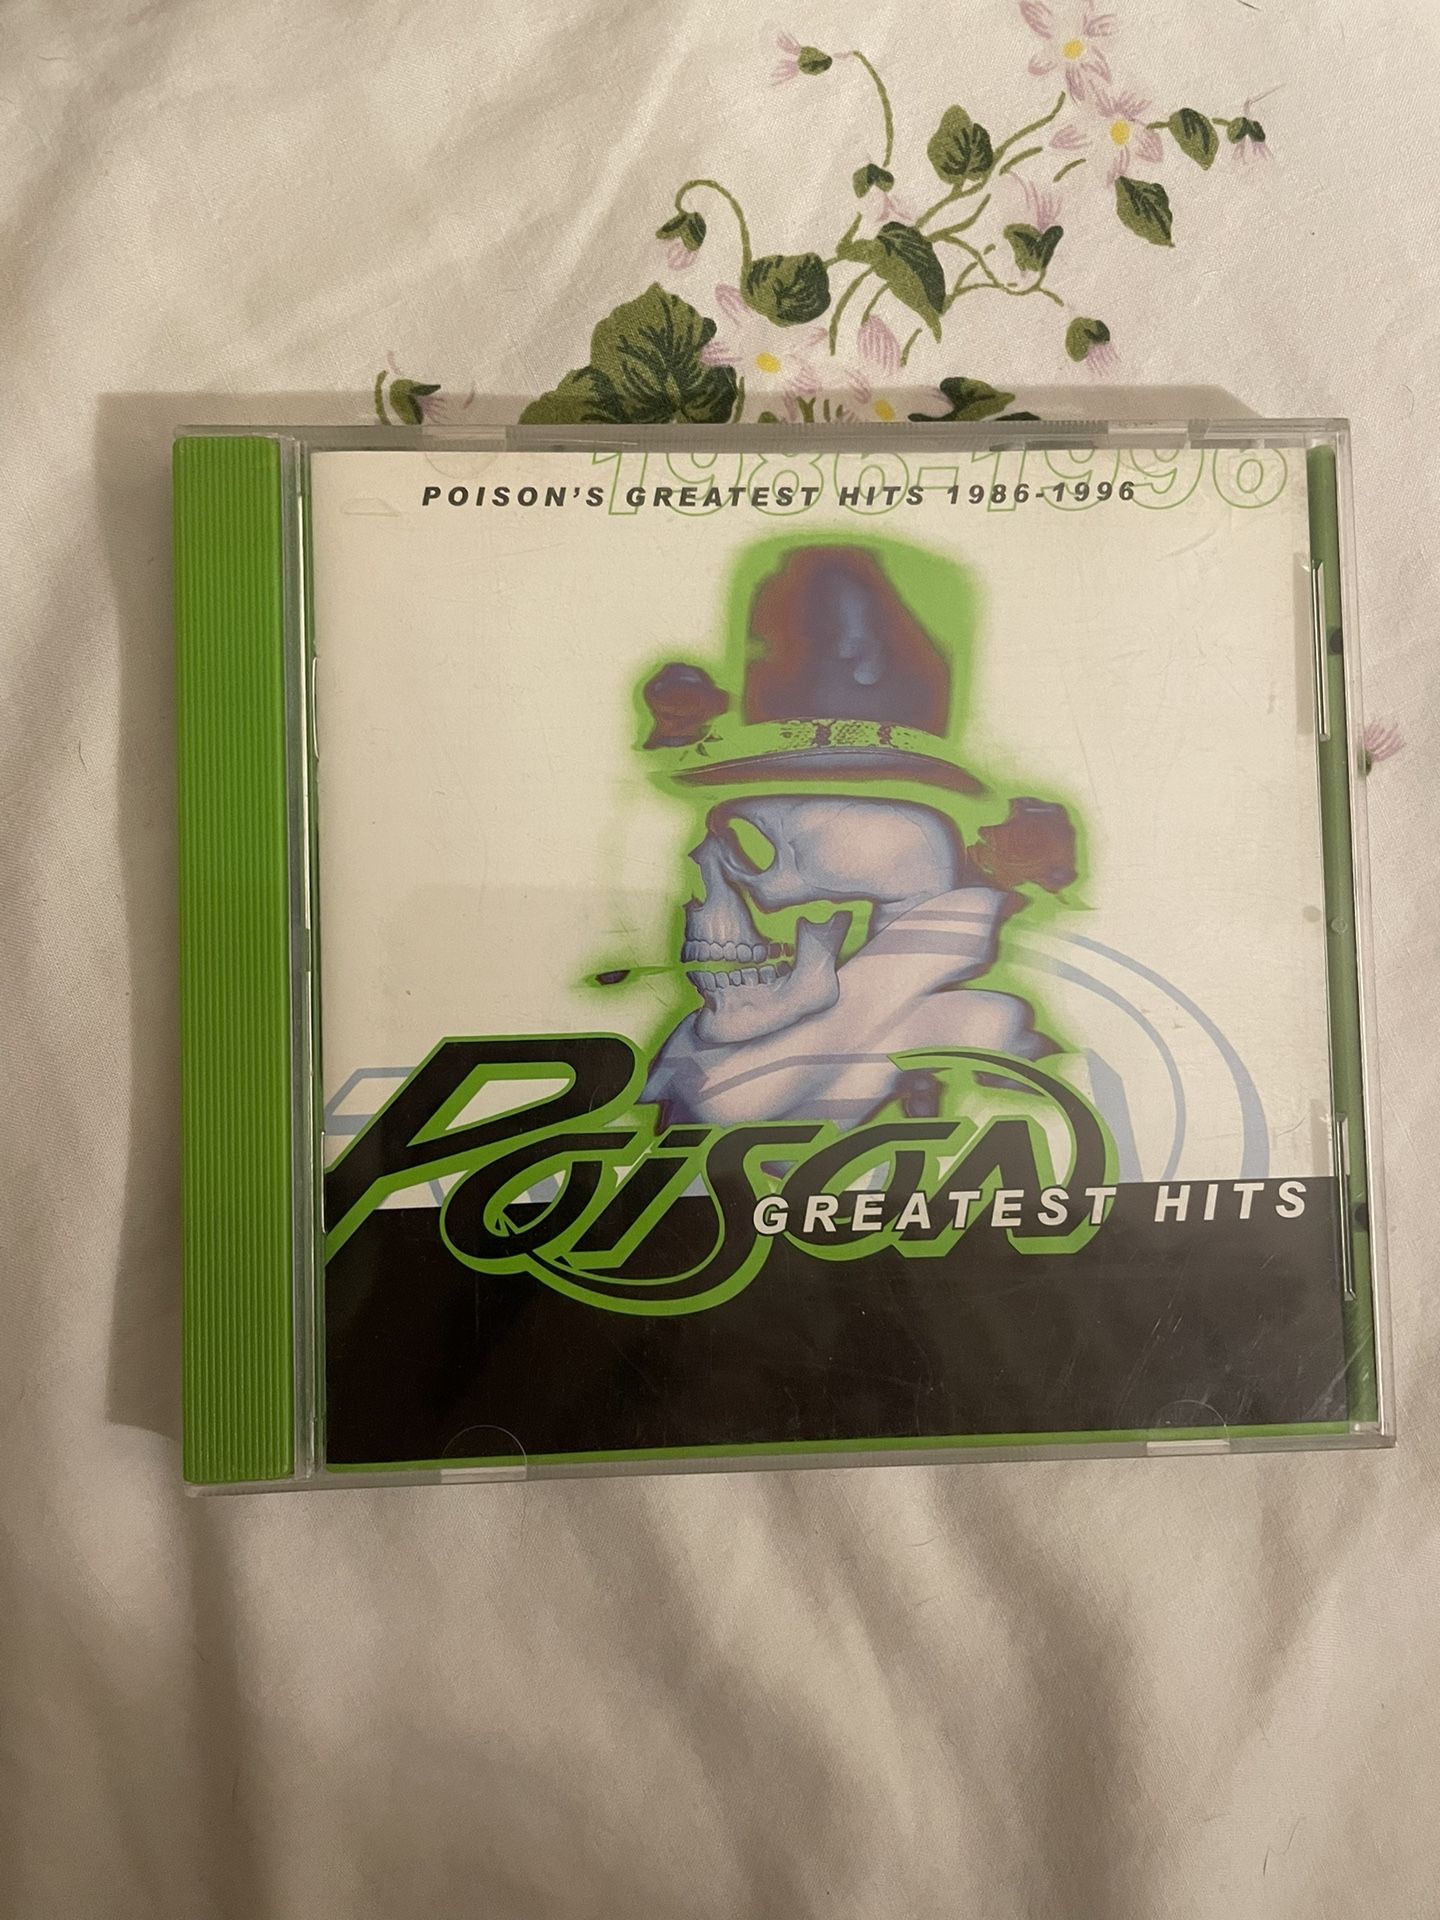 1986-1996
POISON'S GREATEST HITS 1986-1996
Poison
GREATEST HITS